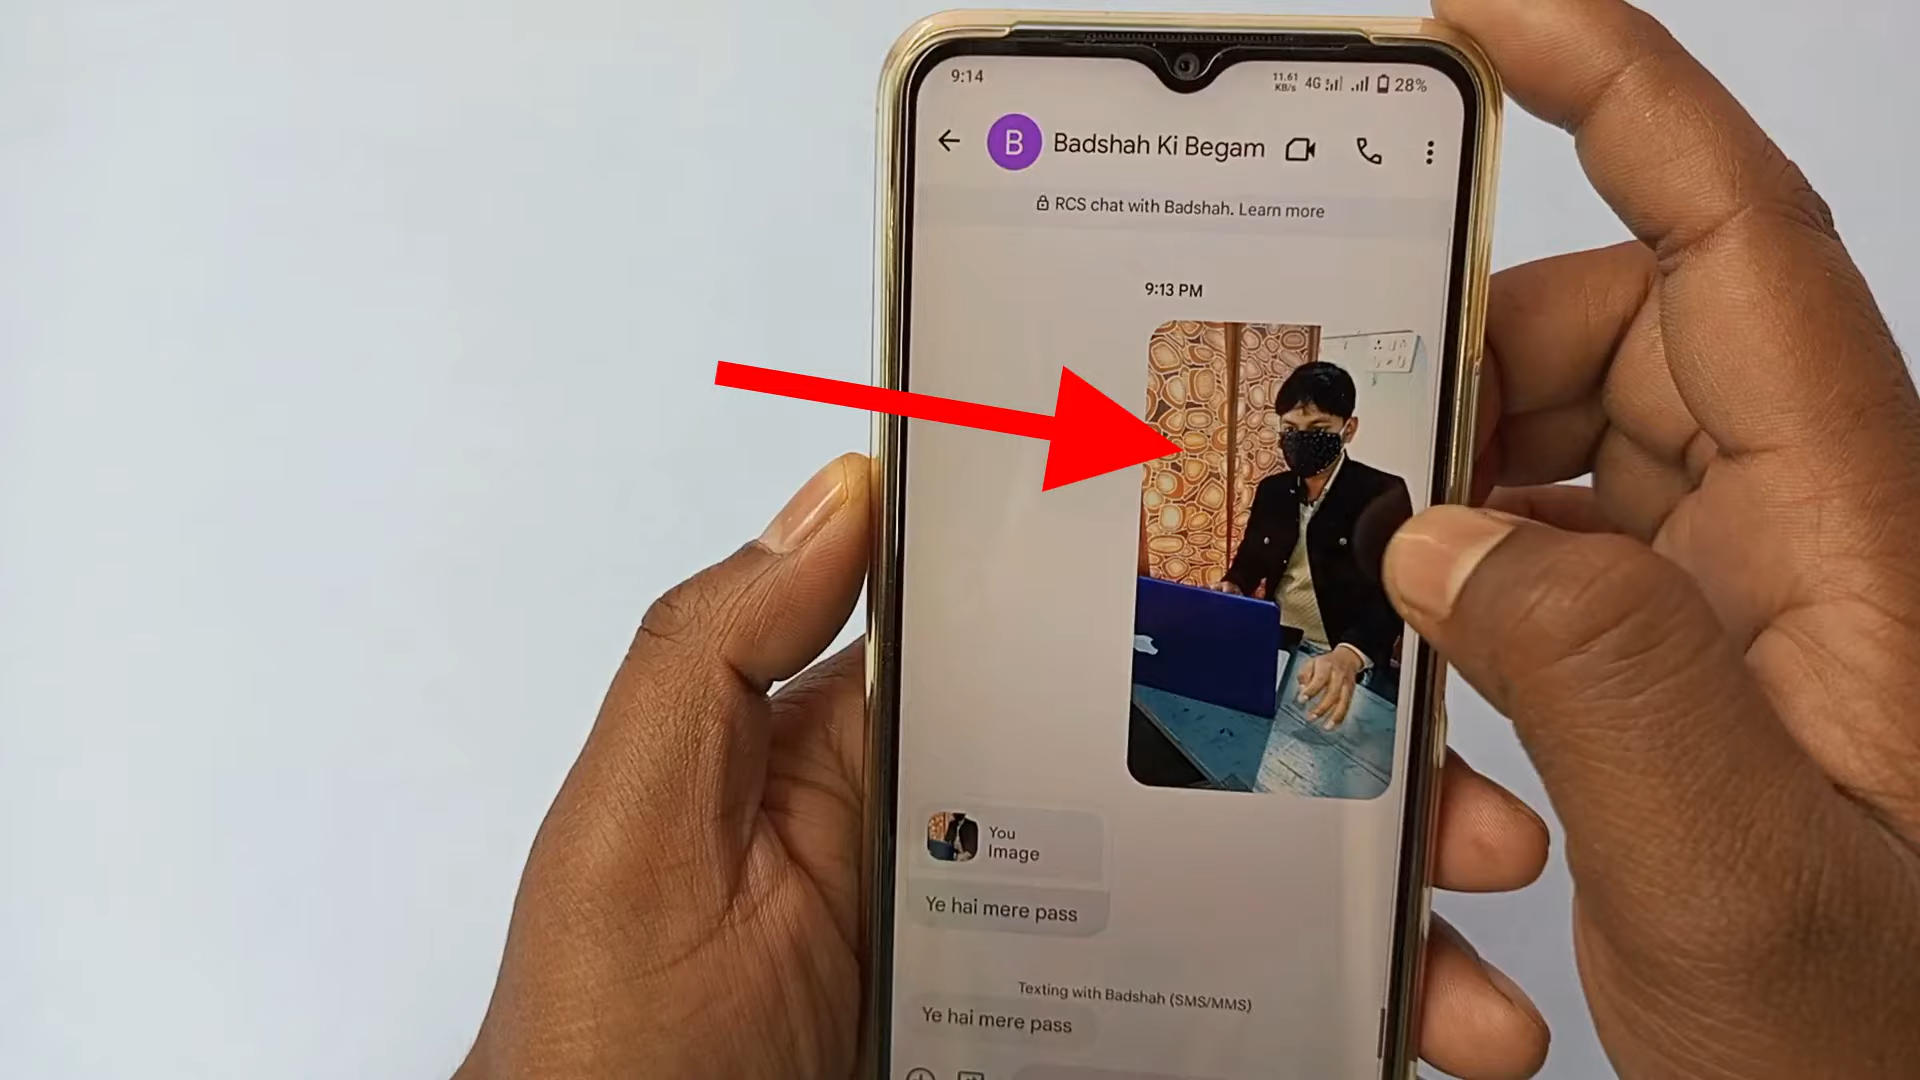 9:14
11.61
KB/s
4G
28%
B
Badshah Ki Begam
RCS chat with Badshah. Learn more
9:13 PM
You
Image
Ye hai mere pass
Texting with Badshah (SMS/MMS)
Ye hai mere pass